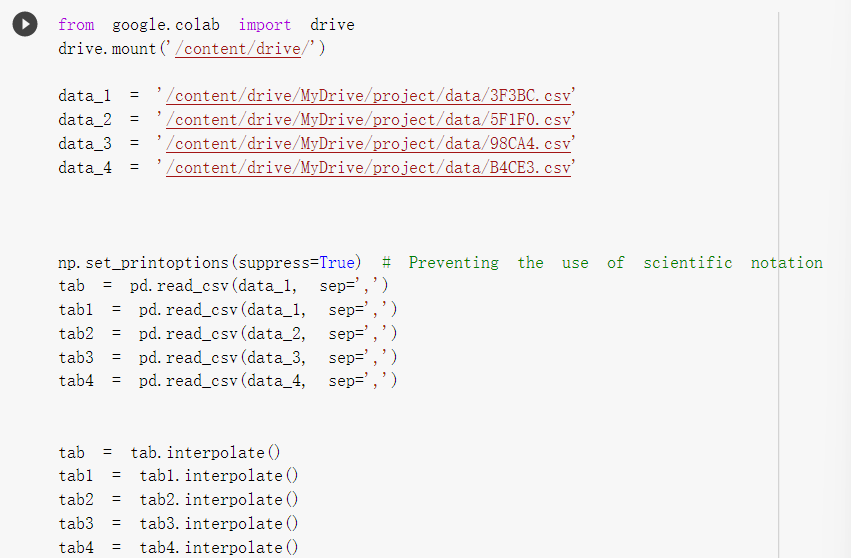 from google.colab import drive
drive.mount('/content/drive/')
data_1 = '/content/drive/MyDrive/project/data/3F3BC.csv'
data_2 = '/content/drive/MyDrive/project/data/5F1F0.csv'
data_3 = '/content/drive/MyDrive/project/data/98CA4.csv'
data_4 = '/content/drive/MyDrive/project/data/B4CE3.csv'
np.set_printoptions(suppress=True) # Preventing the use of scientific notation
tab = pd.read_csv(data_1, sep=',')
tab1 = pd.read_csv(data_1, sep=',')
tab2 = pd.read_csv(data_2, sep=',')
tab3 = pd.read_csv(data_3, sep=',')
tab4 = pd.read_csv(data_4, sep=',')
tab = tab.interpolate()
tab1 = tab1.interpolate()
tab2 = tab2.interpolate()
tab3 = tab3.interpolate()
tab4 = tab4.interpolate()